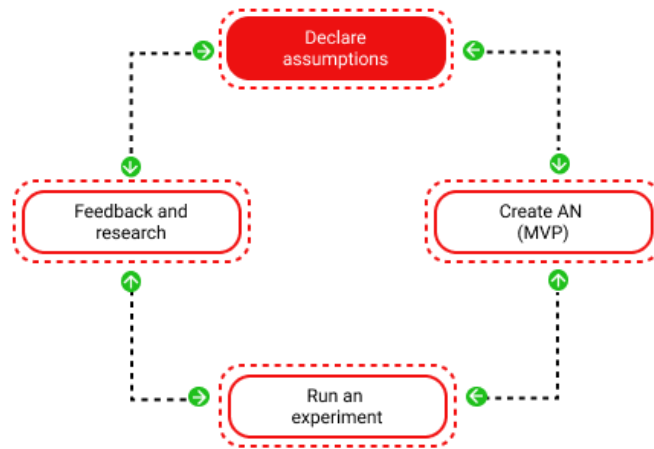 Declare
assumptions
Feedback and
research
Create AN
(MVP)
Run an
experiment